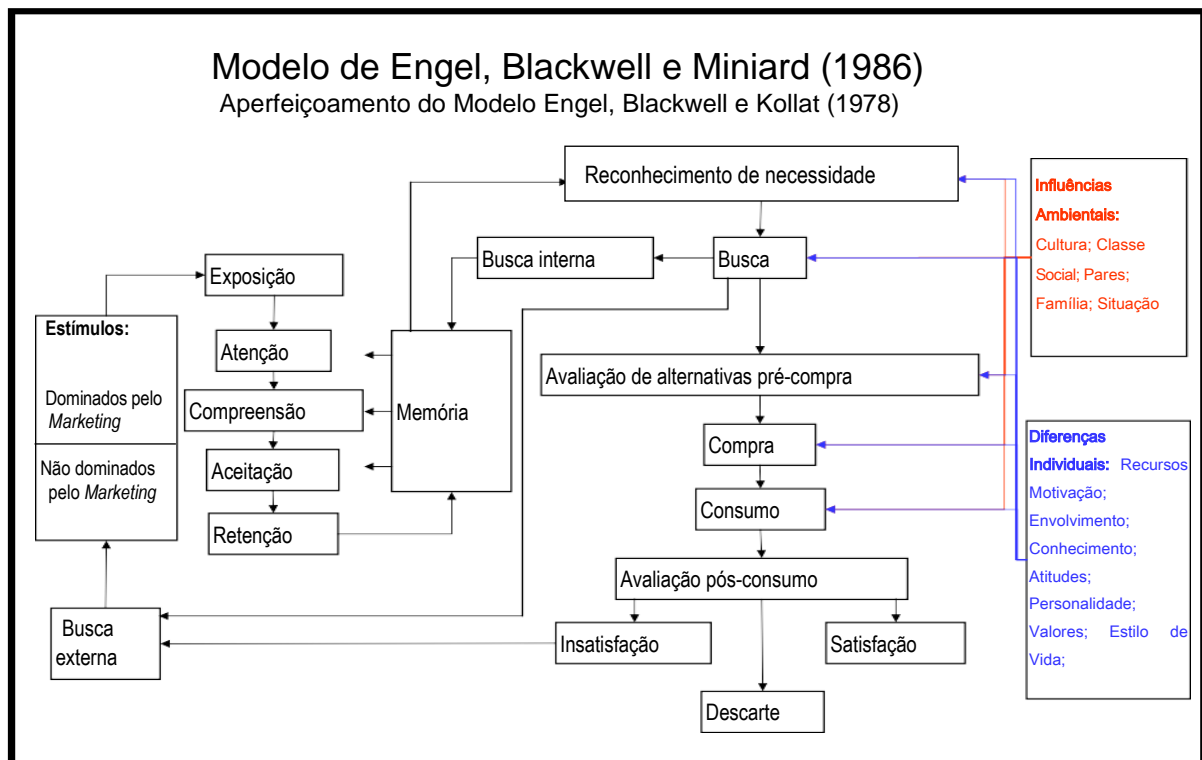 Modelo de Engel, Blackwell e Miniard (1986)
Aperfeiçoamento do Modelo Engel, Blackwell e Kollat (1978)
Reconhecimento de necessidade
Busca interna
Busca
Exposição
Estímulos:
Dominados pelo
Marketing
Não dominados
pelo Marketing
Atenção
Compreensão
Aceitação
Retenção
Memória
Avaliação de alternativas pré-compra
Compra
Consumo
Avaliação pós-consumo
Busca
externa
Insatisfação
Satisfação
Descarte
Influências
Ambientais:
Cultura; Classe
Social; Pares;
Família; Situação
Diferenças
Individuais: Recursos
Motivação;
Envolvimento;
Conhecimento;
Atitudes;
Personalidade;
Valores; Estilo de
Vida;